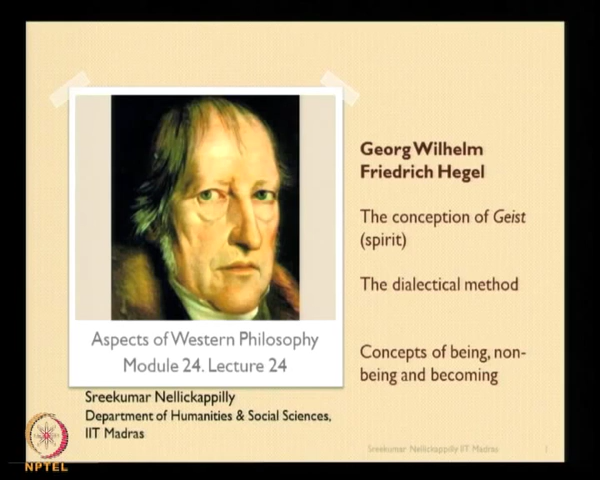 Georg Wilhelm
Friedrich Hegel
The conception of Geist
(spirit)
The dialectical method
Concepts of being, non-
being and becoming
Aspects of Western Philosophy
Module 24. Lecture 24
Sreekumar Nellickappilly
Department of Humanities & Social Sciences,
IIT Madras
NPTEL
Sreekumar Nellickappilly IIT Madras
1